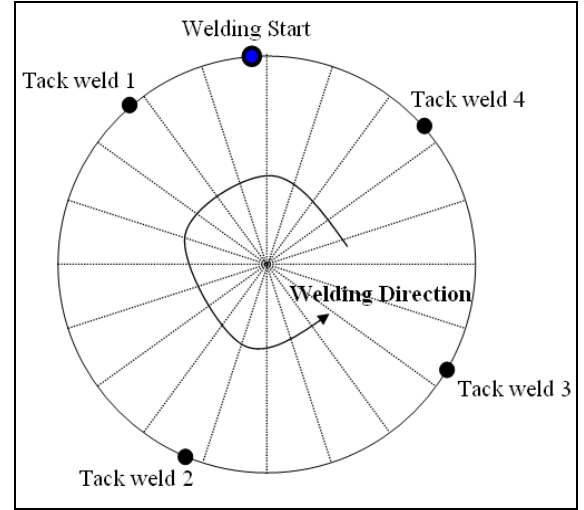 Welding Start
Tack weld 1
Tack weld 4
Welding Direction
Tack weld 3
Tack weld 2